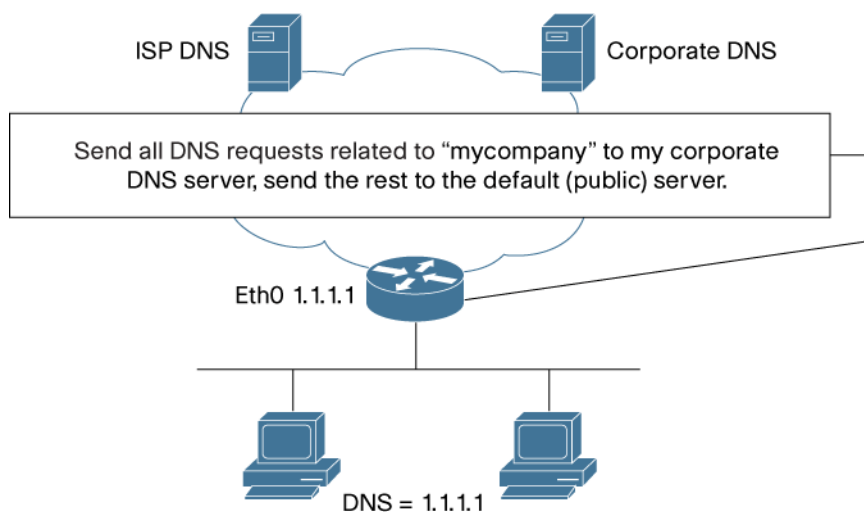 ISP DNS
Corporate DNS
Send all DNS requests related to “mycompany” to my corporate
DNS server, send the rest to the default (public) server.
Eth0 1.1.1.1
DNS = 1.1.1.1